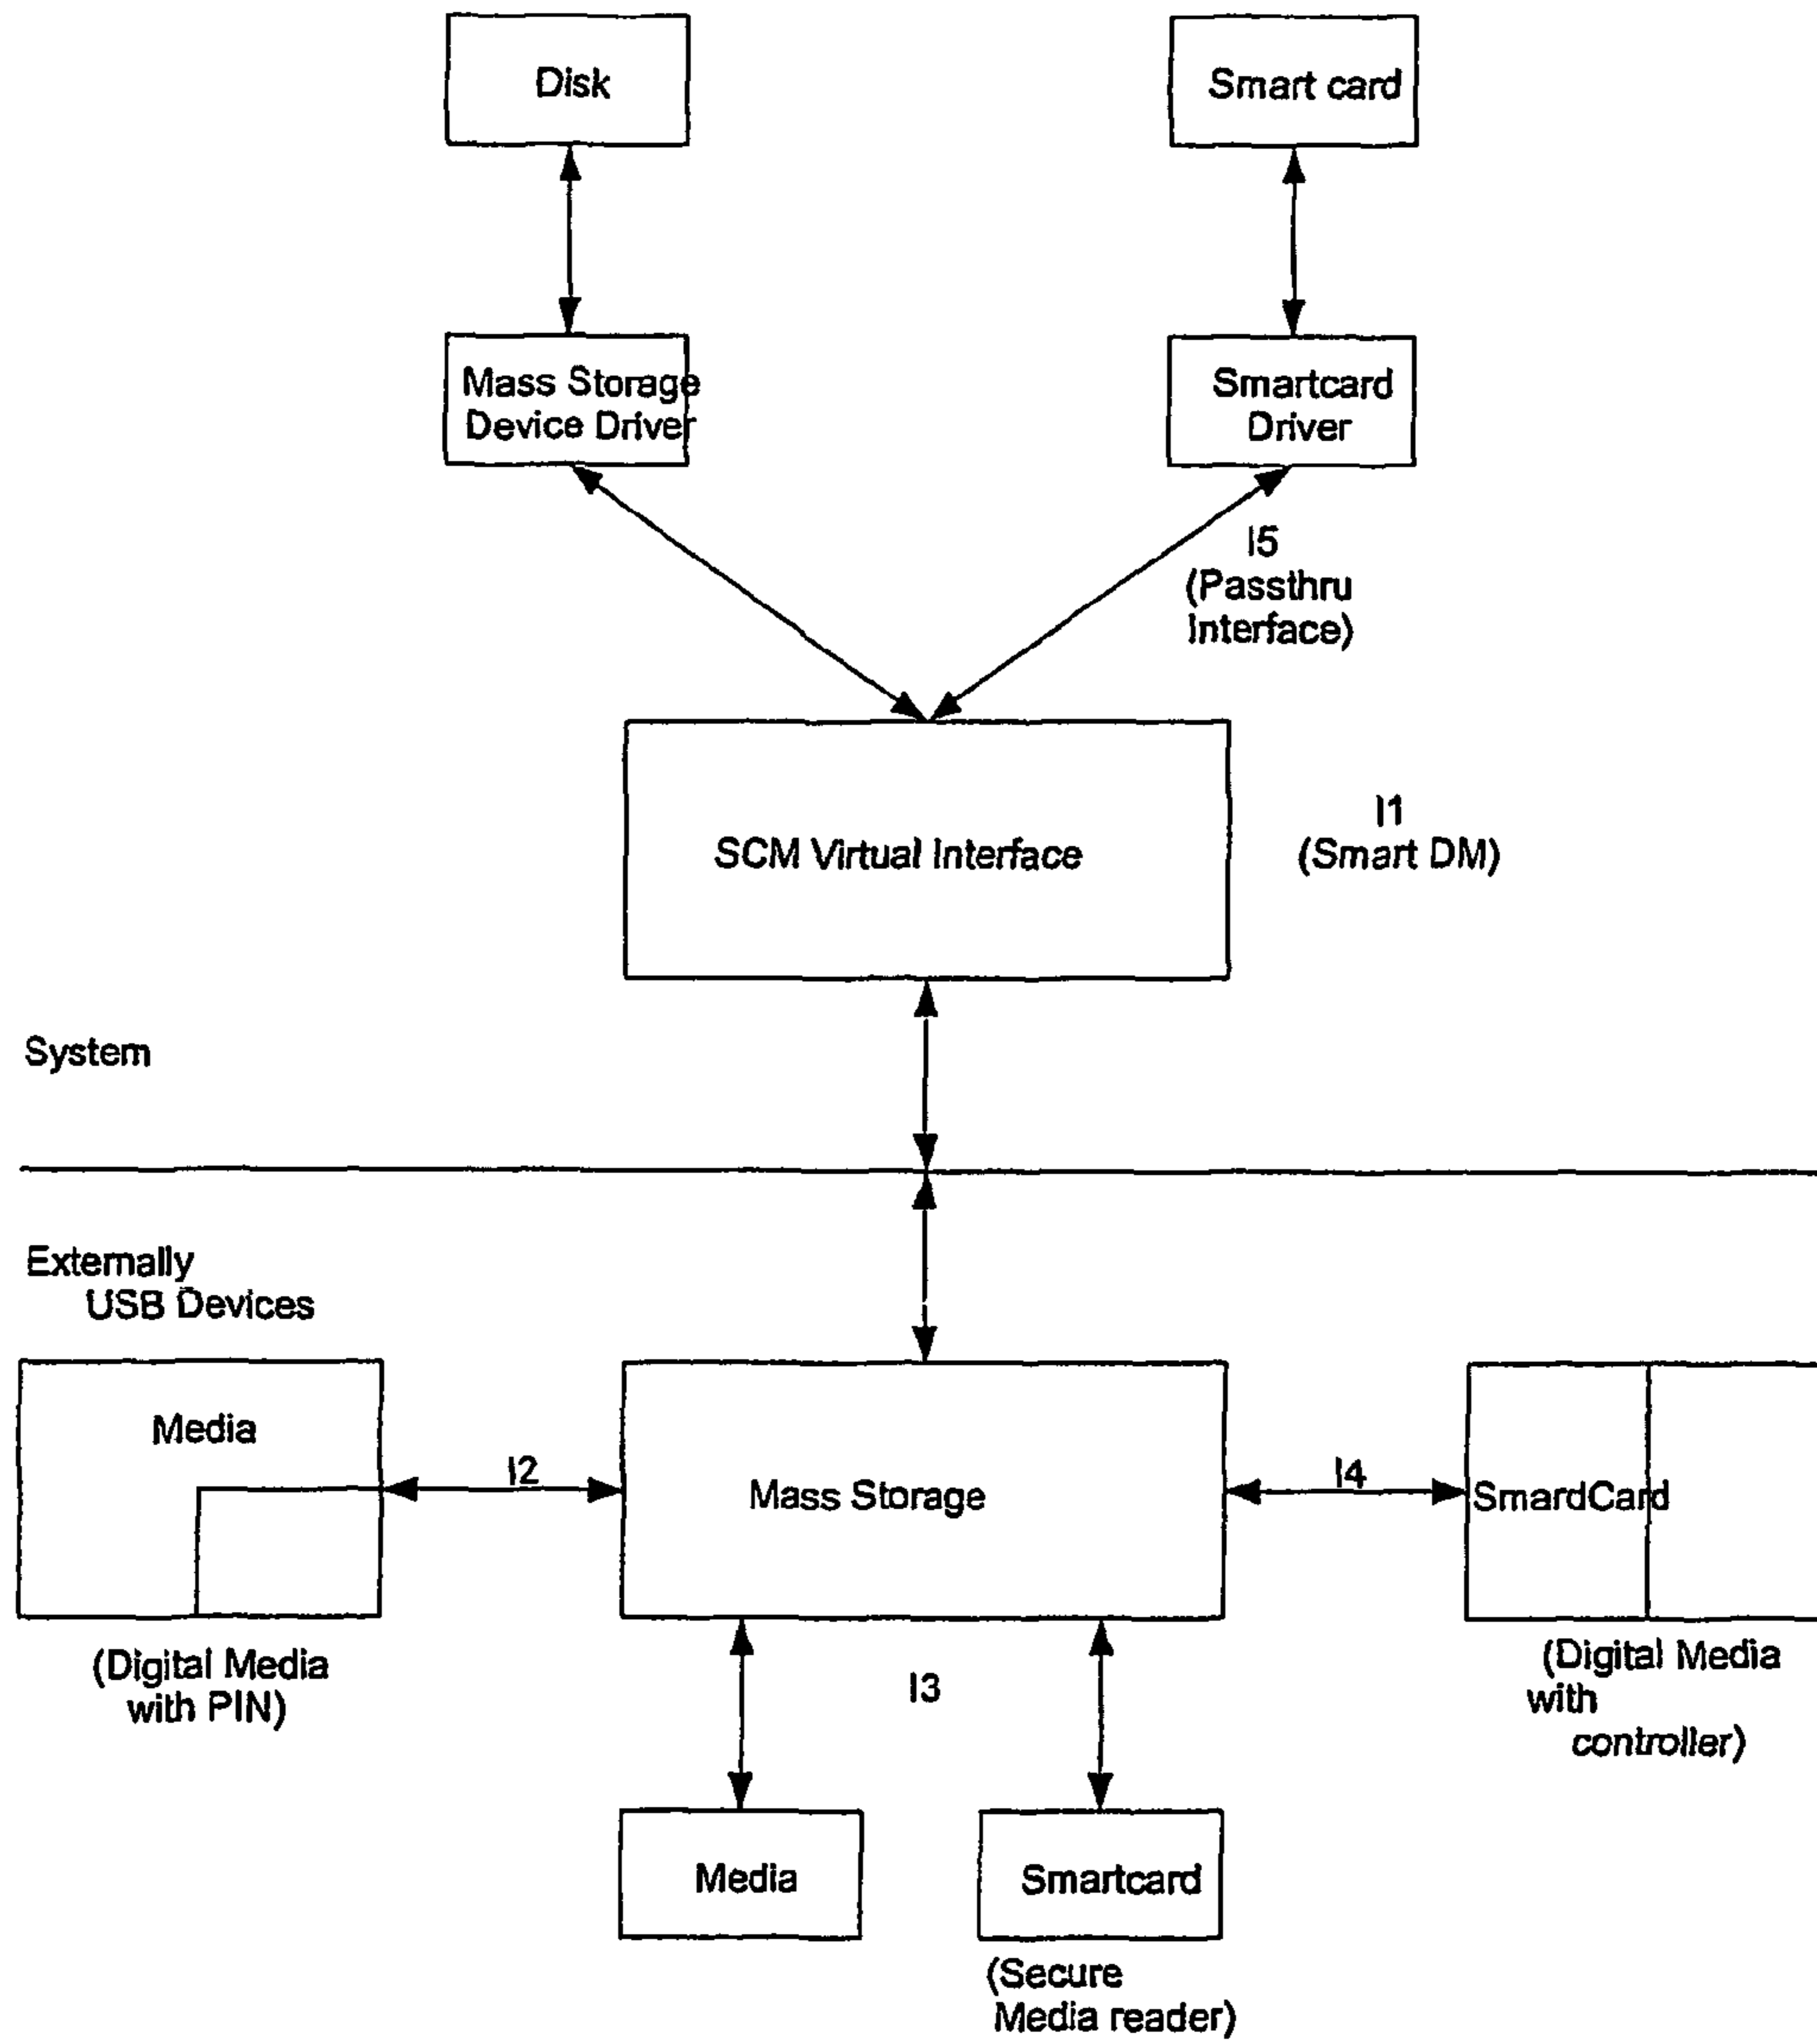 Disk
Smart card
Mass Storage
Device Driver
Smartcard
Driver
I5
(Passthru
Interface)
SCM Virtual Interface
I1
(Smart DM)
System
Externally
USB Devices
Media
I2
Mass Storage
I4
SmardCard
(Digital Media
with PIN)
I3
(Digital Media
with
controller)
Media
Smartcard
(Secure
Media reader)